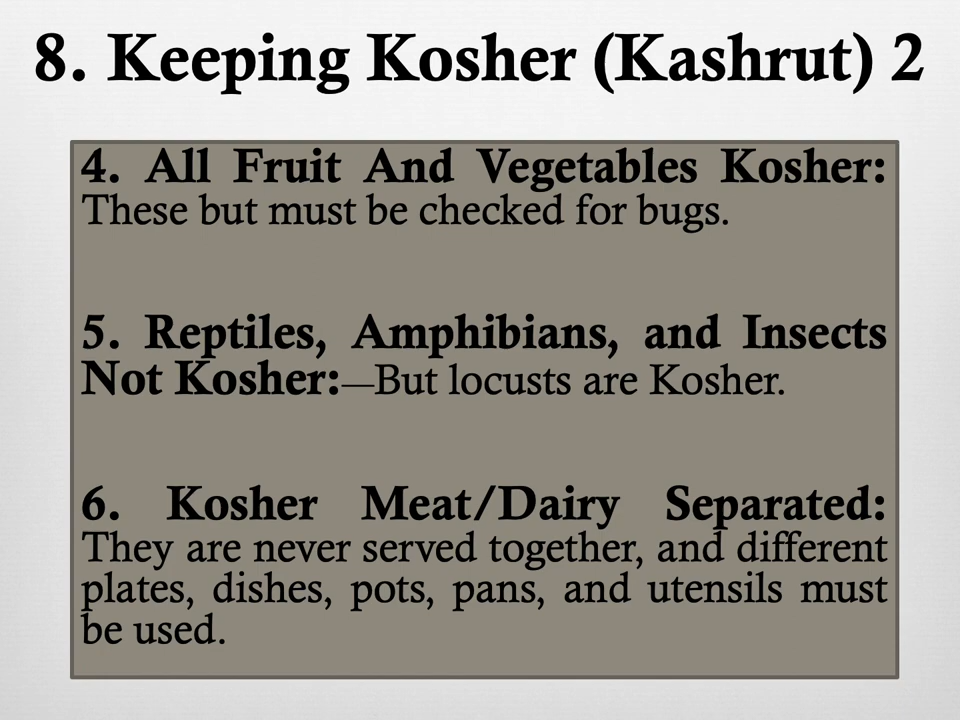 8. Keeping Kosher (Kashrut) 2
4. All Fruit And Vegetables Kosher:
These but must be checked for bugs.
5. Reptiles, Amphibians, and Insects
Not Kosher:—But locusts are Kosher.
6. Kosher Meat/Dairy Separated:
They are never served together, and different
plates, dishes, pots, pans, and utensils must
be used.